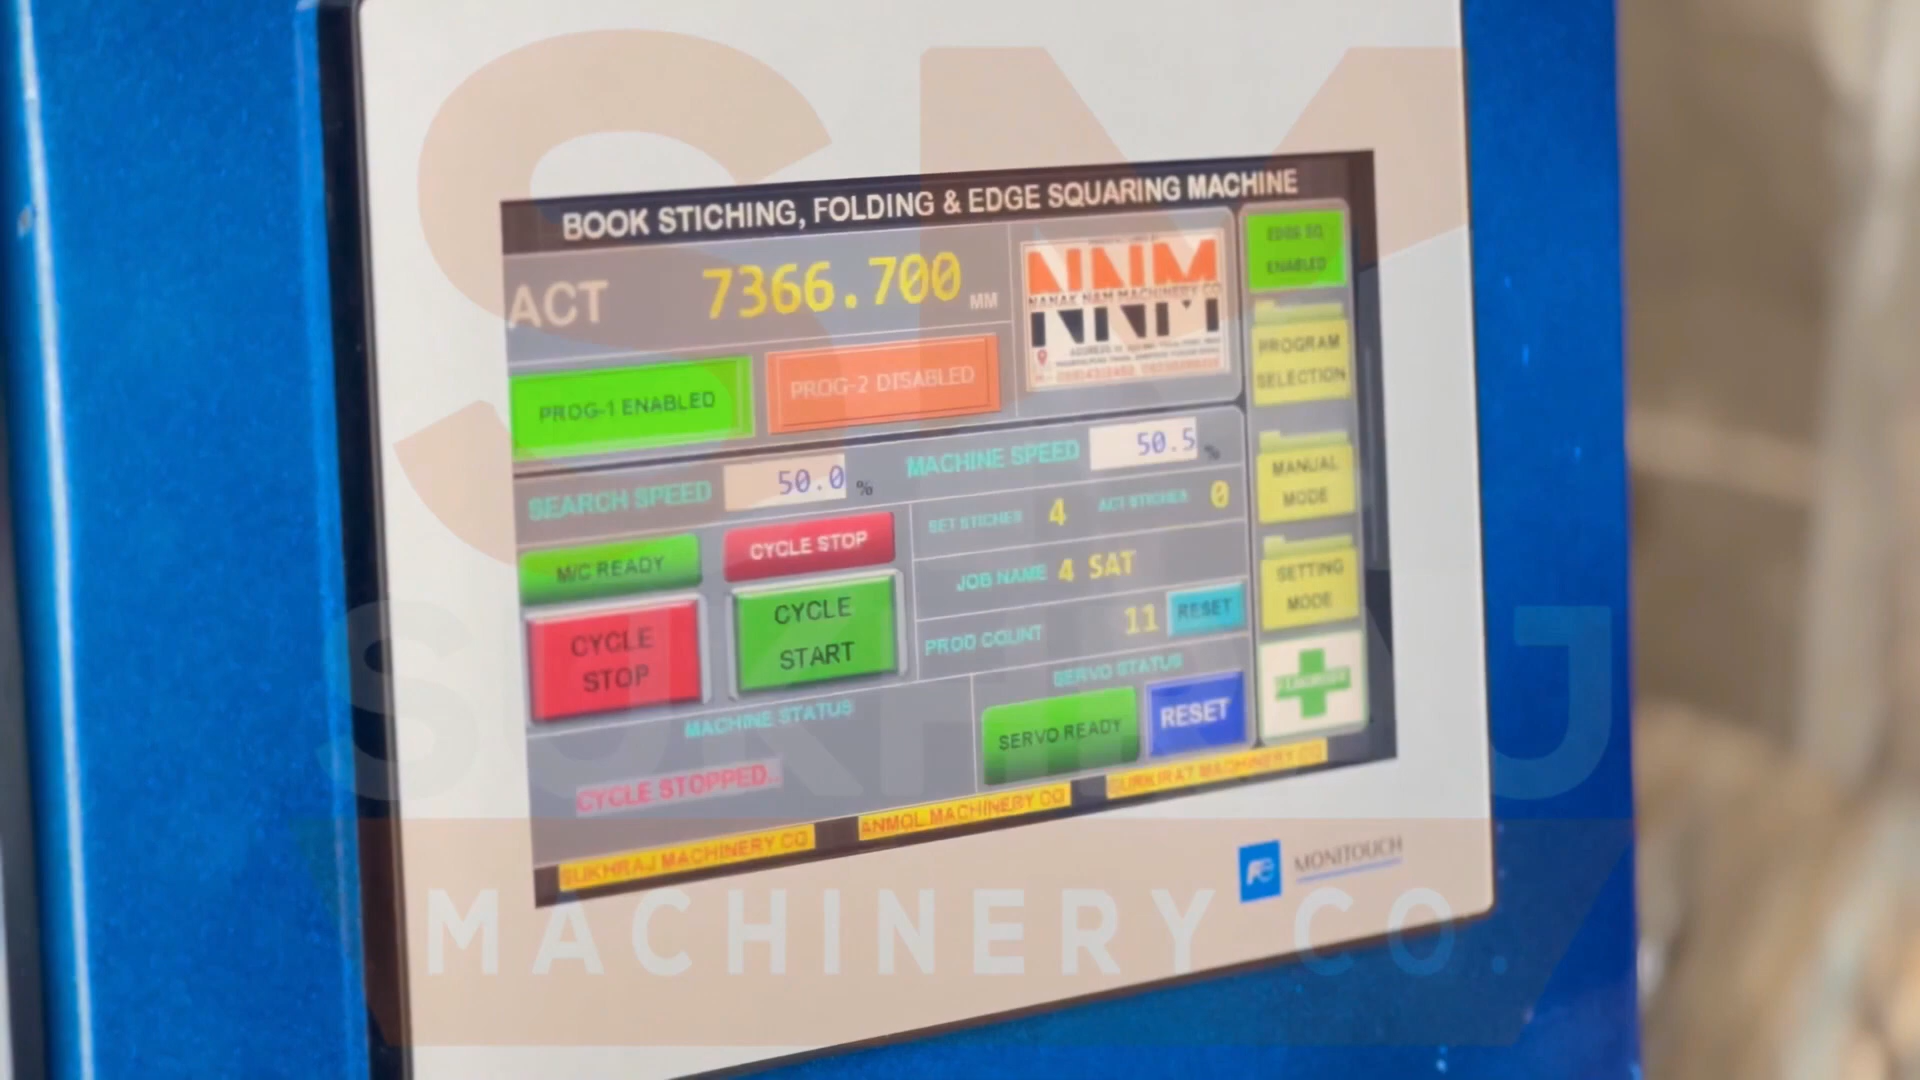 SM
SUKHRAJ
MACHINERY CO.
BOOK STICHING, FOLDING & EDGE SQUARING MACHINE
ACT 7366.700 MM
NNM
NANAK NAM MACHINERY CO
EDGE SQ
ENABLED
PROG-1 ENABLED
PROG-2 DISABLED
PROGRAM
SELECTION
SEARCH SPEED 50.0 %
MACHINE SPEED 50.5 %
MANUAL
MODE
SET STICHES 4 ACT STICHES 0
M/C READY
CYCLE STOP
JOB NAME 4 SAT
SETTING
MODE
CYCLE
STOP
CYCLE
START
PROD COUNT 11 RESET
SERVO STATUS
SERVO READY
RESET
MACHINE STATUS
CYCLE STOPPED..
SUKHRAJ MACHINERY CO
ANMOL MACHINERY CO
GURKIRAT MACHINERY CO
MONITOUCH